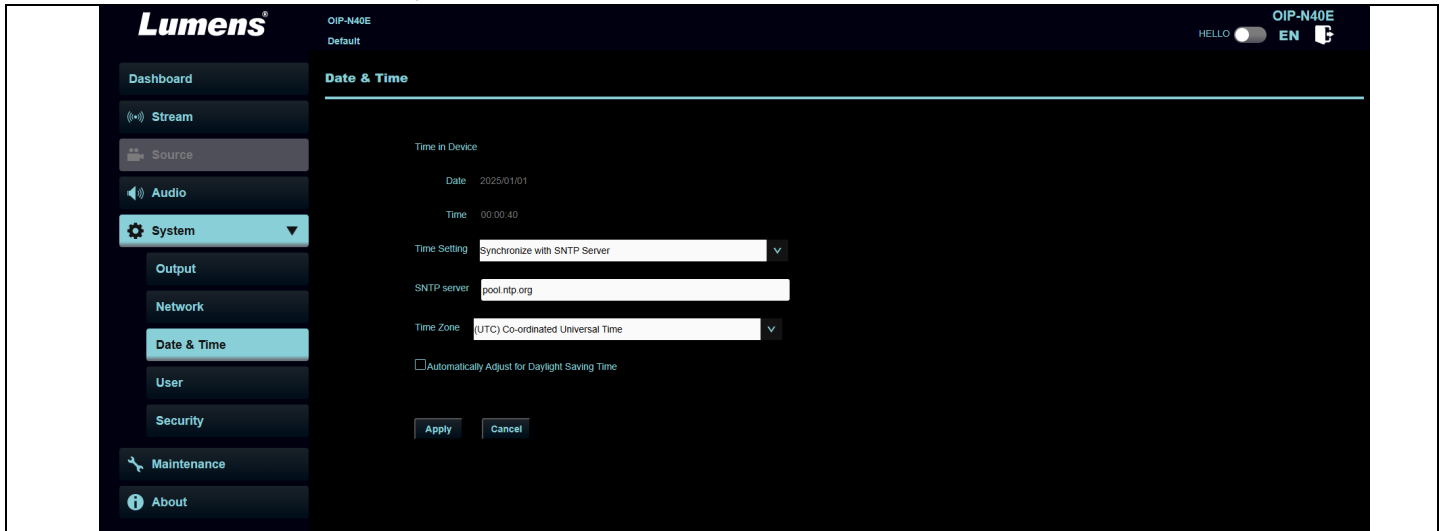 Lumens®
OIP-N40E
Default
OIP-N40E
HELLO
EN
Dashboard
Stream
Source
Audio
System
Output
Network
Date & Time
User
Security
Maintenance
About
Date & Time
Time in Device
Date 2025/01/01
Time 00:00:40
Time Setting Synchronize with SNTP Server
SNTP server pool.ntp.org
Time Zone (UTC) Co-ordinated Universal Time
Automatically Adjust for Daylight Saving Time
Apply Cancel